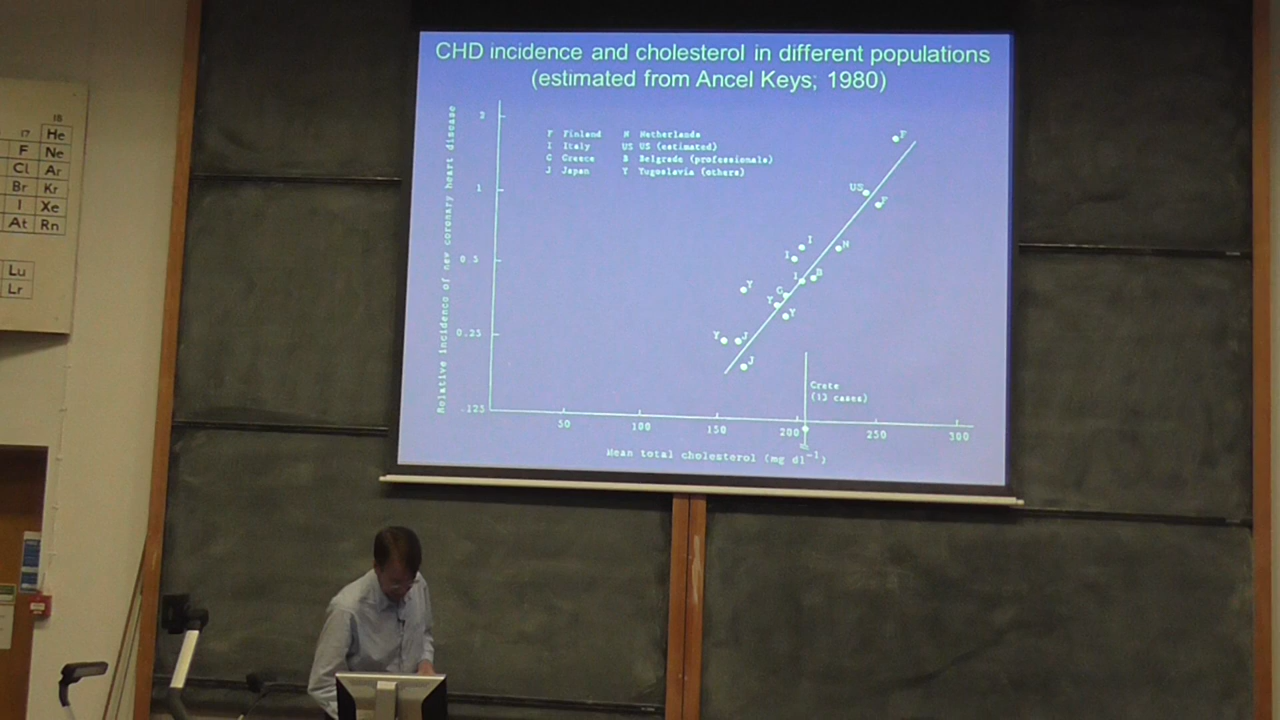 CHD incidence and cholesterol in different populations
(estimated from Ancel Keys; 1980)
Relative incidence of new coronary heart disease
2
1
0.5
0.25
.125
F Finland N Netherlands
I Italy US US (estimated)
G Greece B Belgrade (professionals)
J Japan Y Yugoslavia (others)
F
US
F
I
I
N
I
B
Y
G
Y
Y
Y
J
J
Crete
(13 cases)
50 100 150 200 250 300
Mean total cholesterol (mg dl-1)
18
17
He
F Ne
Cl Ar
Br Kr
I Xe
At Rn
Lu
Lr